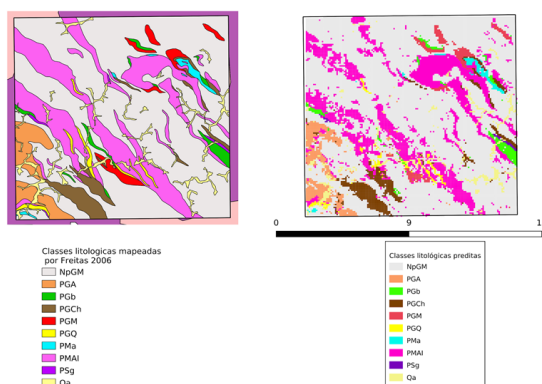 Classes litologicas mapeadas
por Freitas 2006
NpGM
PGA
PGb
PGCh
PGM
PGQ
PMa
PMAI
PSg
Qa
0
9
1
Classes litológicas preditas
NpGM
PGA
PGb
PGCh
PGM
PGQ
PMa
PMAI
PSg
Qa